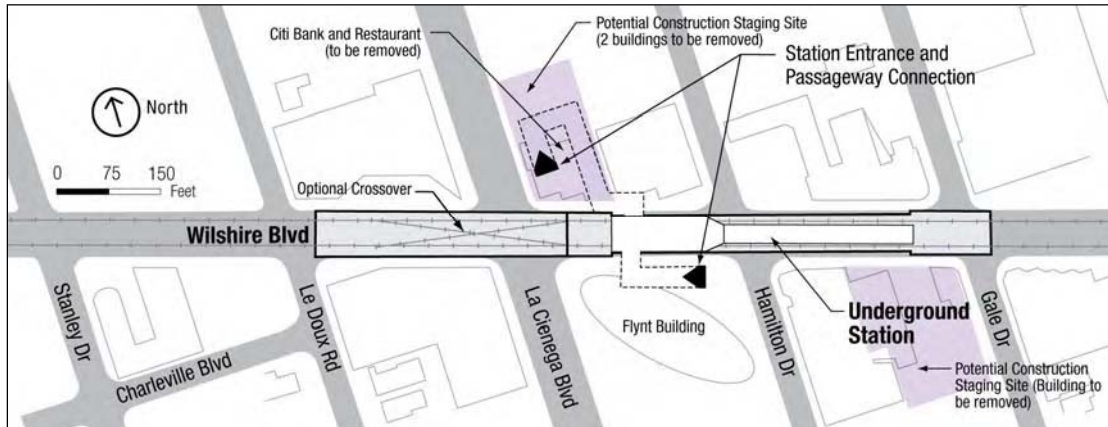 Citi Bank and Restaurant
(to be removed)
Potential Construction Staging Site
(2 buildings to be removed)
Station Entrance and
Passageway Connection
North
0 75 150
Feet
Optional Crossover
Wilshire Blvd
Stanley Dr
Charleville Blvd
Le Doux Rd
La Cienega Blvd
Flynt Building
Hamilton Dr
Underground
Station
Gale Dr
Potential Construction
Staging Site (Building to
be removed)